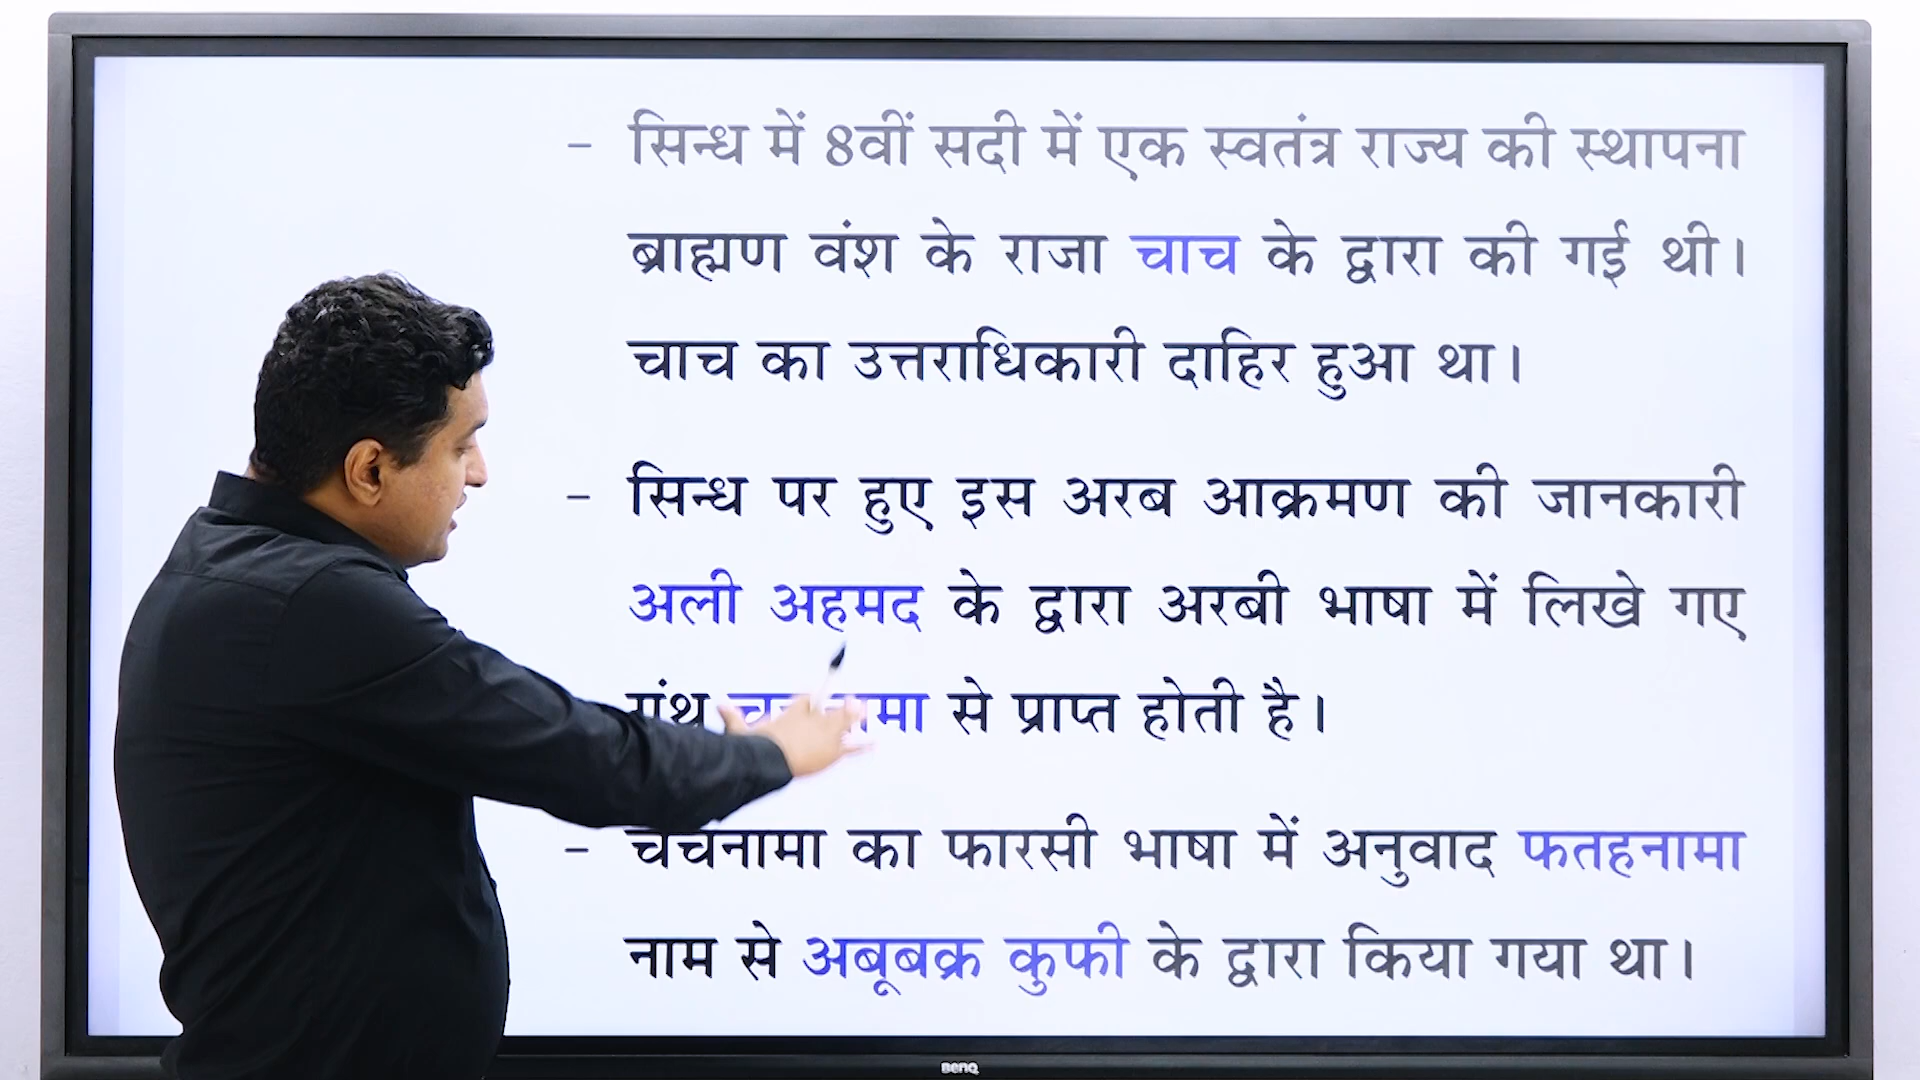 - सिन्ध में 8वीं सदी में एक स्वतंत्र राज्य की स्थापना
ब्राह्मण वंश के राजा चाच के द्वारा की गई थी।
चाच का उत्तराधिकारी दाहिर हुआ था।
- सिन्ध पर हुए इस अरब आक्रमण की जानकारी
अली अहमद के द्वारा अरबी भाषा में लिखे गए
ग्रंथ से प्राप्त होती है।
- चचनामा का फारसी भाषा में अनुवाद फतहनामा
नाम से अबूबक्र कुफी के द्वारा किया गया था।
BenQ